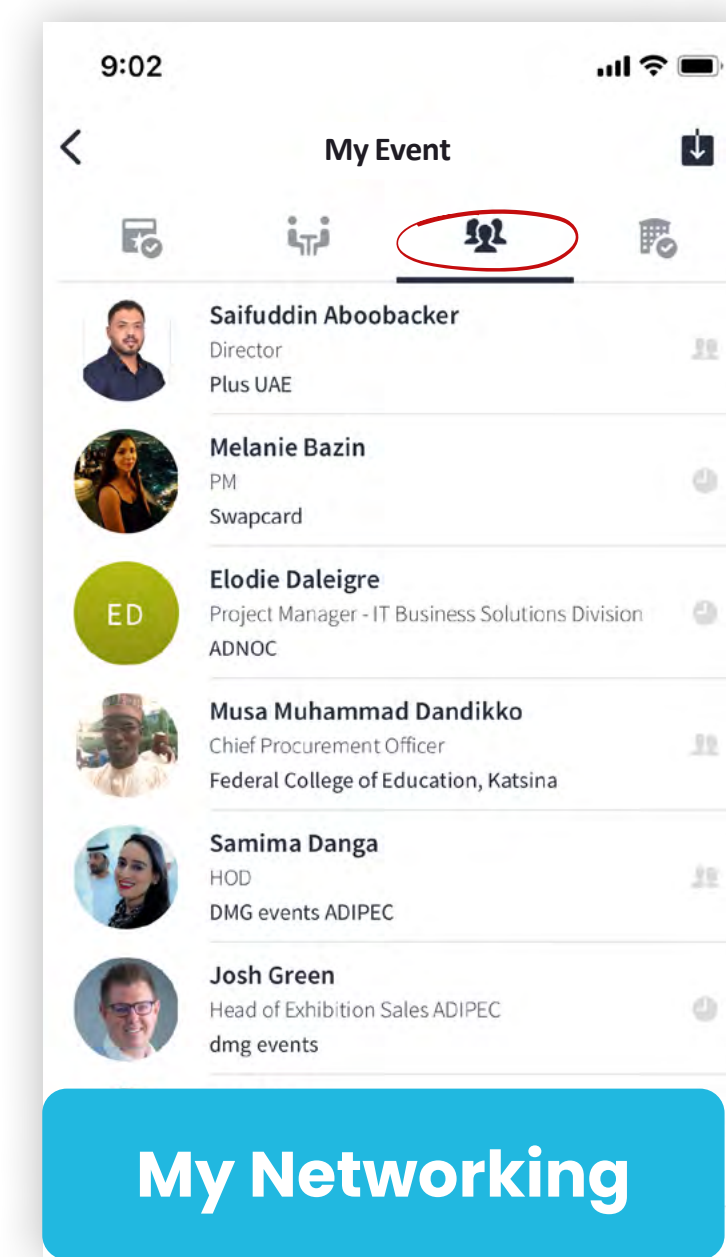 9:02
My Event
Saifuddin Aboobacker
Director
Plus UAE
Melanie Bazin
PM
Swapcard
ED
Elodie Daleigre
Project Manager - IT Business Solutions Division
ADNOC
Musa Muhammad Dandikko
Chief Procurement Officer
Federal College of Education, Katsina
Samima Danga
HOD
DMG events ADIPEC
Josh Green
Head of Exhibition Sales ADIPEC
dmg events
My Networking